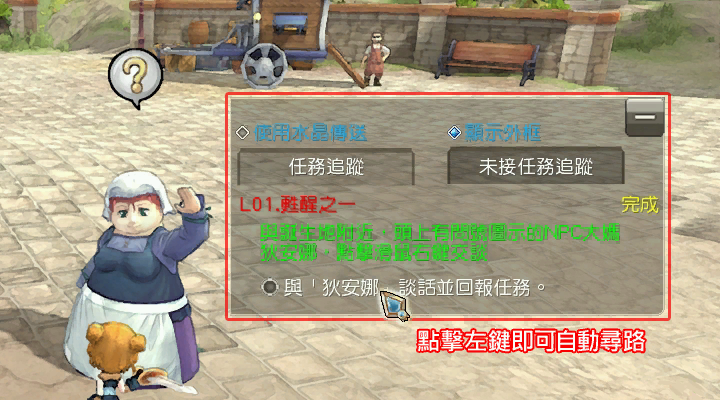 ?
使用水晶傳送
顯示外框
任務追蹤
未接任務追蹤
L01.甦醒之一
完成
與誕生地附近，頭上有問號圖示的NPC大媽
狄安娜，點擊滑鼠右鍵交談
與「狄安娜」談話並回報任務。
點擊左鍵即可自動尋路